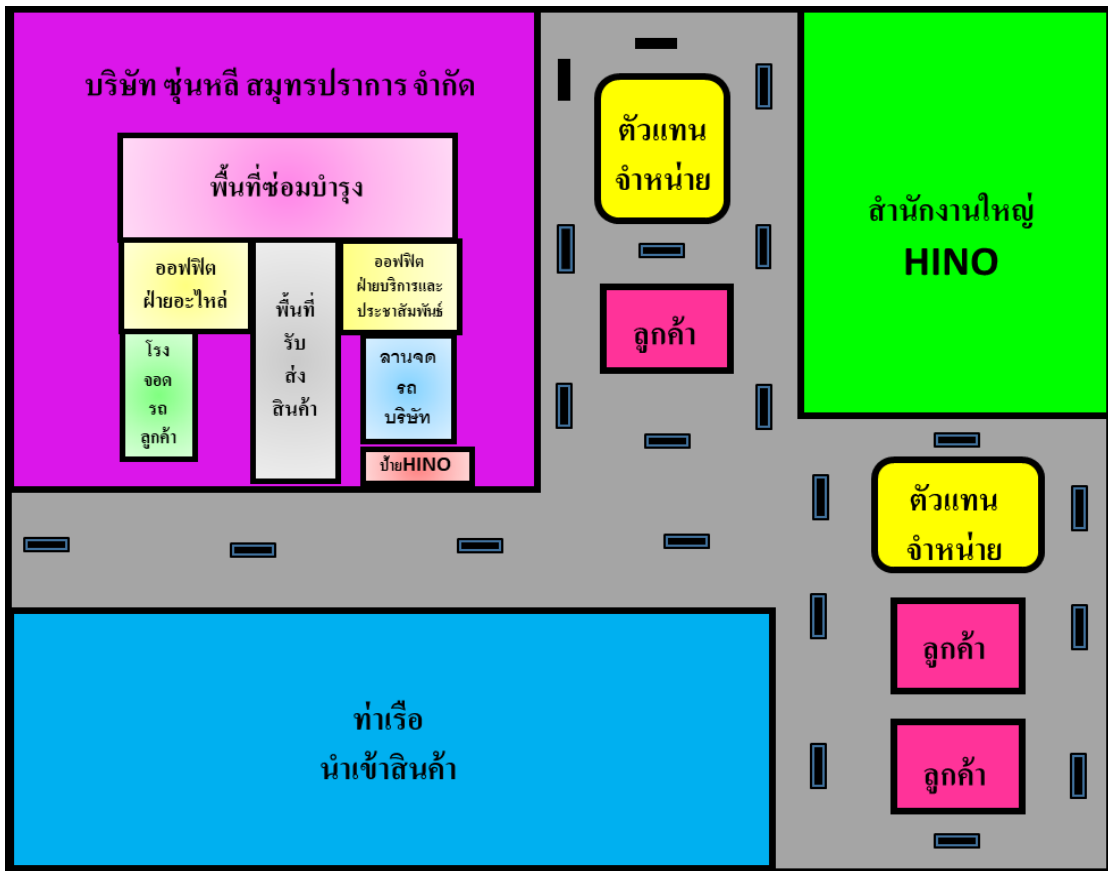 บริษัท ซุ่นหลี สมุทรปราการ จำกัด
พื้นที่ซ่อมบำรุง
ออฟฟิต
ฝ่ายอะไหล่
พื้นที่
รับ
ส่ง
สินค้า
ออฟฟิต
ฝ่ายบริการและ
ประชาสัมพันธ์
โรง
จอด
รถ
ลูกค้า
ลานจด
รถ
บริษัท
ป้ายHINO
ตัวแทน
จำหน่าย
ลูกค้า
สำนักงานใหญ่
HINO
ตัวแทน
จำหน่าย
ลูกค้า
ลูกค้า
ท่าเรือ
นำเข้าสินค้า